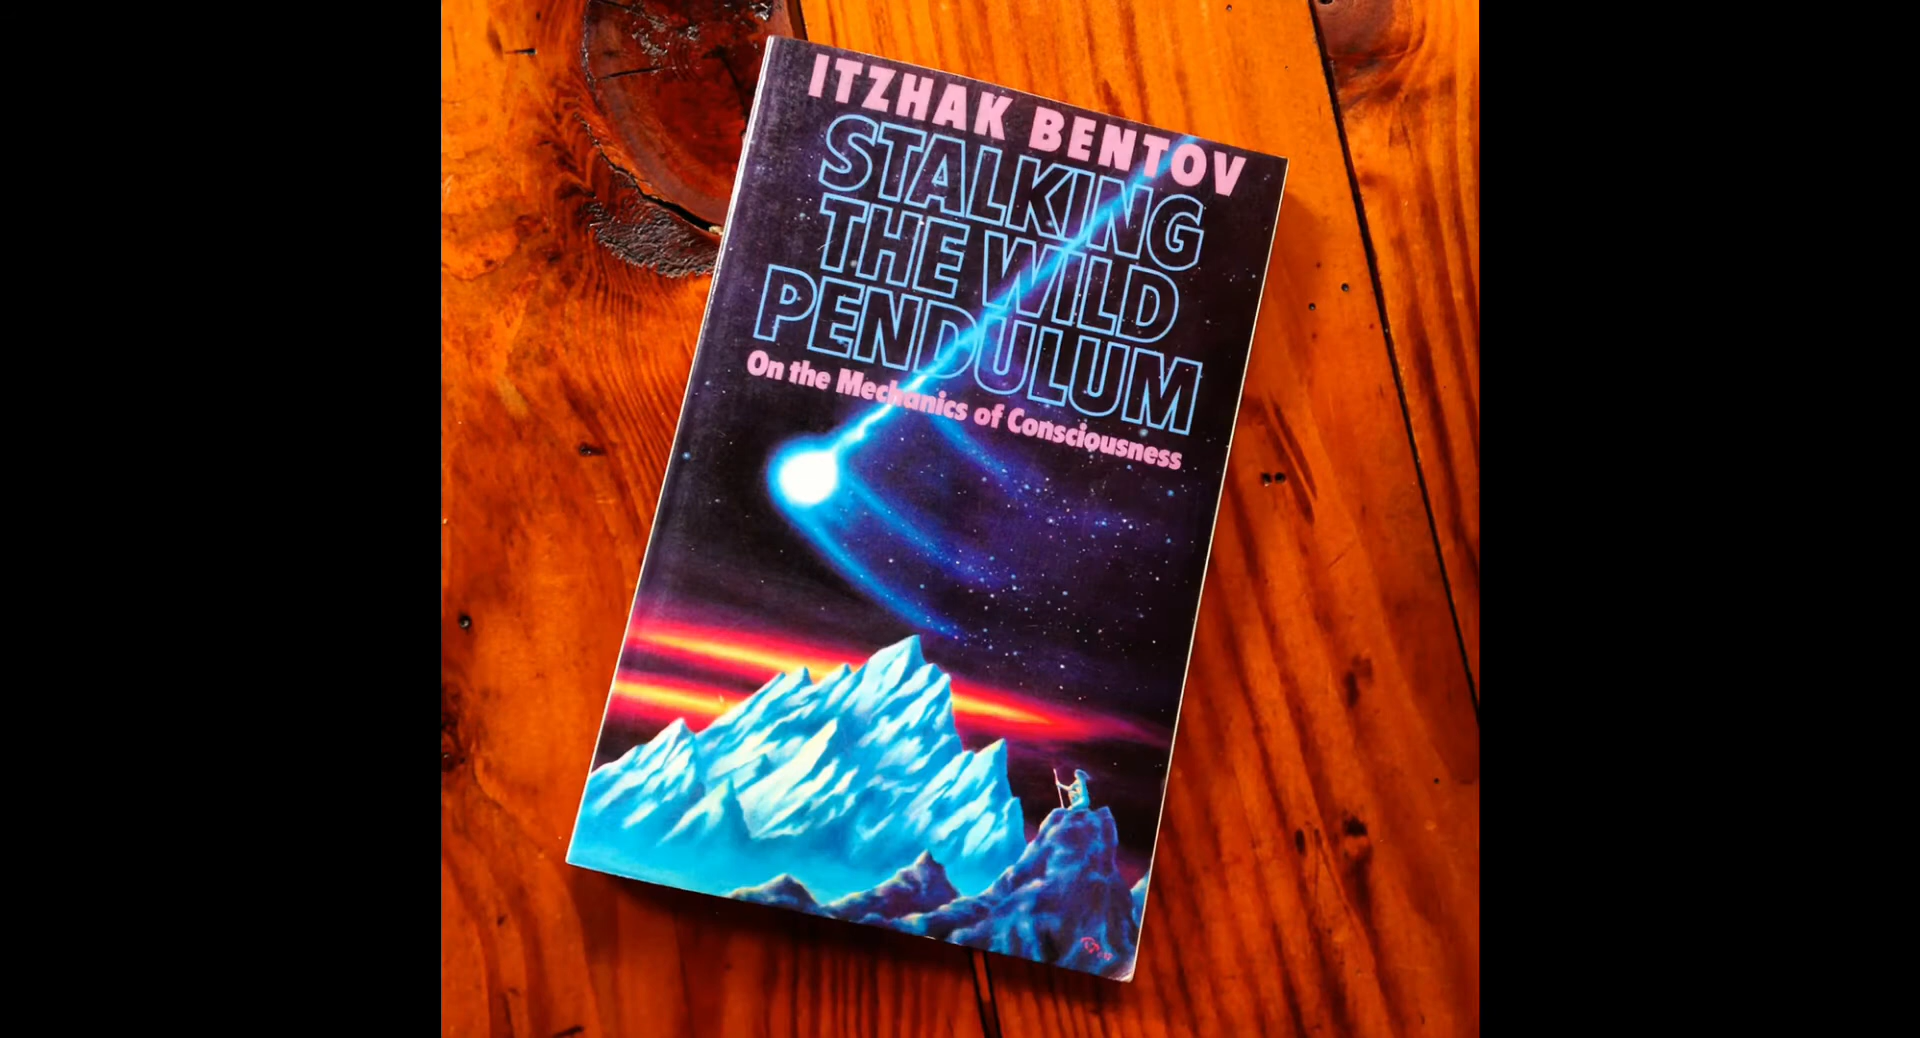 ITZHAK BENTOV
STALKING
THE WILD
PENDULUM
On the Mechanics of Consciousness